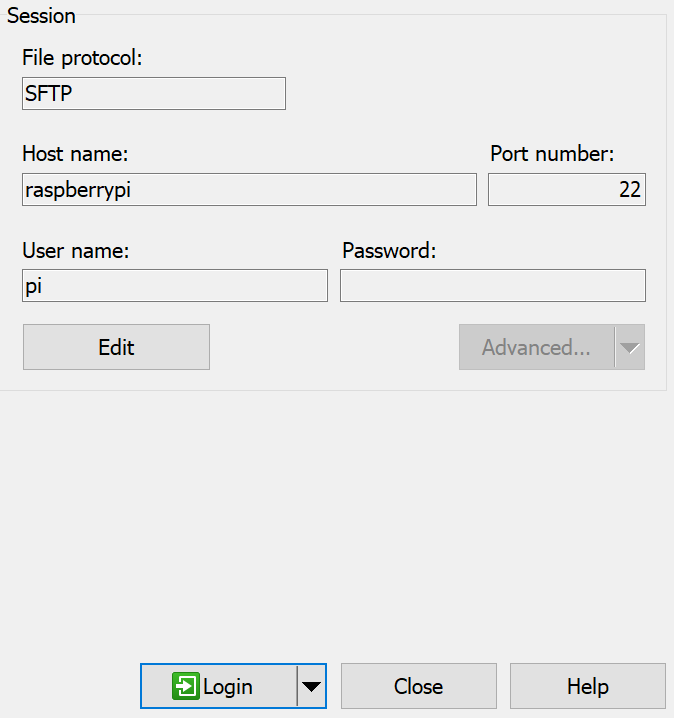 Session
File protocol:
SFTP
Host name: Port number:
raspberrypi 22
User name: Password:
pi
Edit Advanced...
Login Close Help